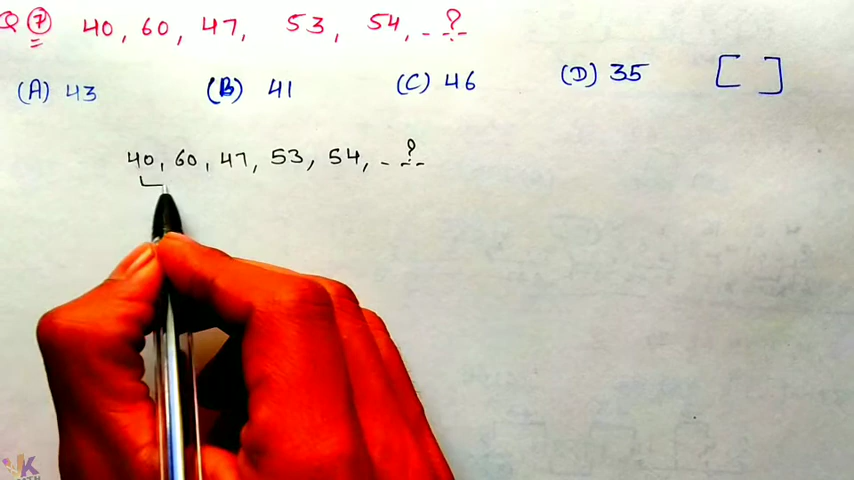 Q 7 40, 60, 47, 53, 54, - - ? -
(A) 43 (B) 41 (C) 46 (D) 35 [ ]
40, 60, 47, 53, 54, - - ? -